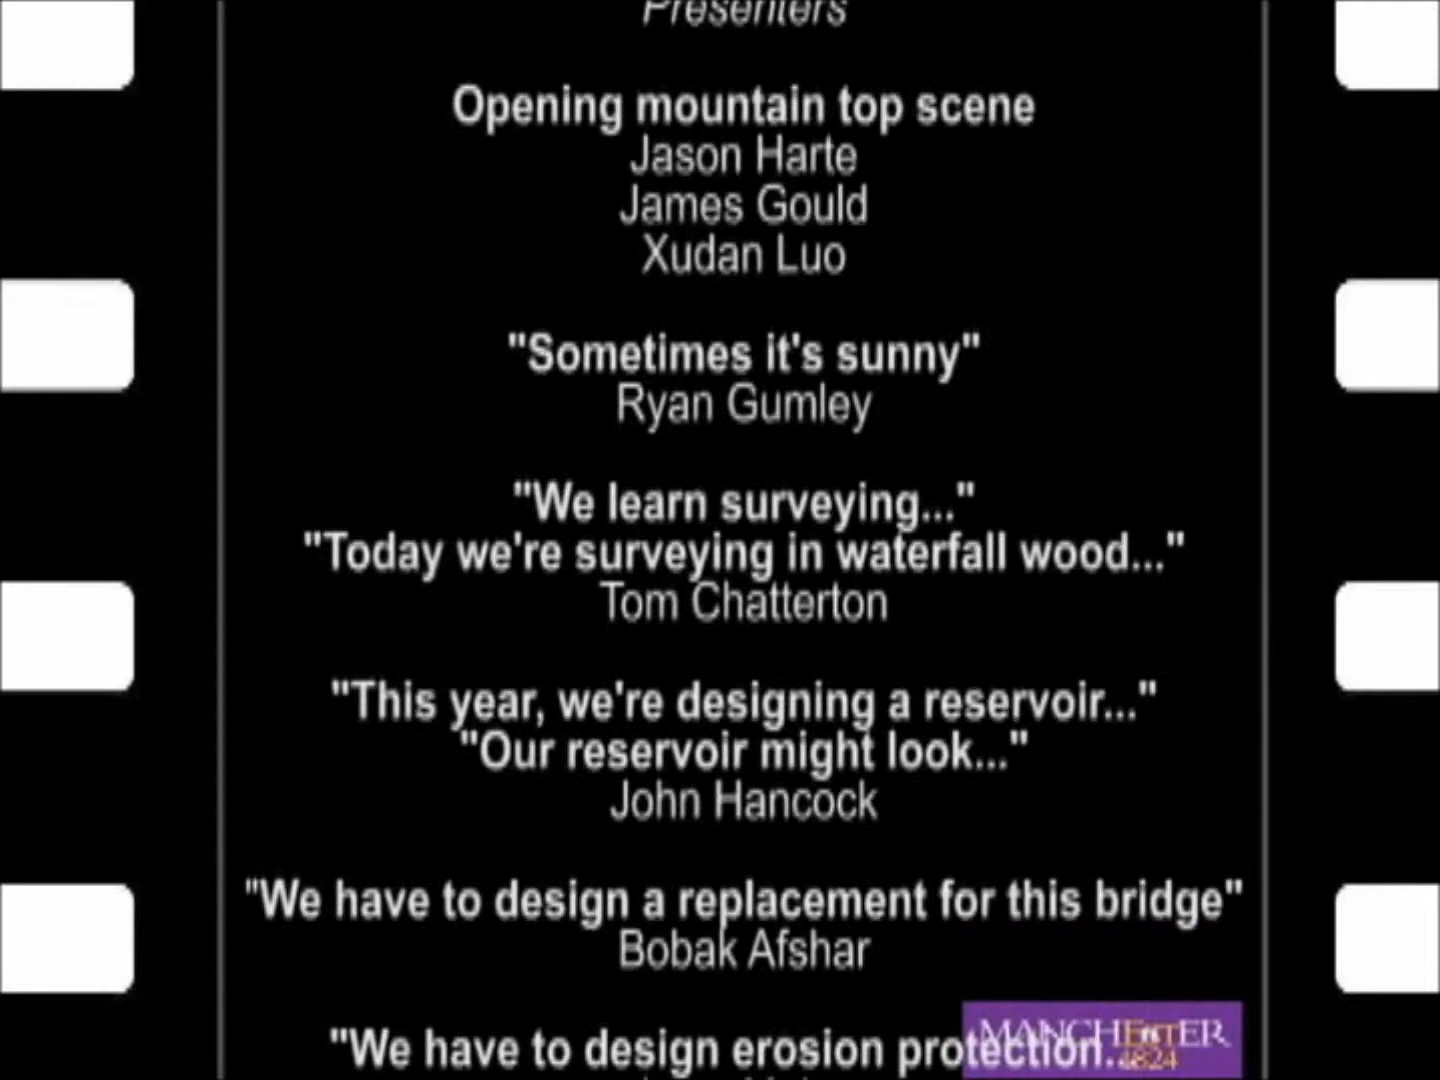 Presenters
Opening mountain top scene
Jason Harte
James Gould
Xudan Luo
"Sometimes it's sunny"
Ryan Gumley
"We learn surveying..."
"Today we're surveying in waterfall wood..."
Tom Chatterton
"This year, we're designing a reservoir..."
"Our reservoir might look..."
John Hancock
"We have to design a replacement for this bridge"
Bobak Afshar
"We have to design erosion protection...
MANCHESTER
1824